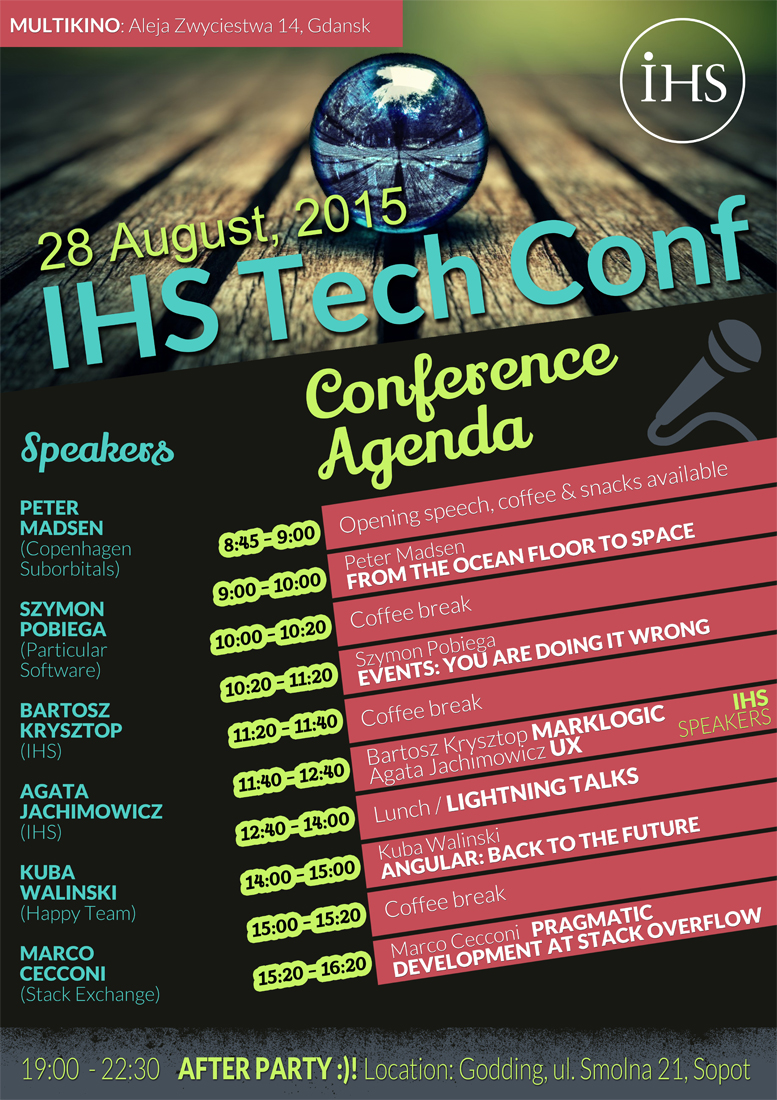 MULTIKINO: Aleja Zwyciestwa 14, Gdansk
iHS
28 August, 2015
IHS Tech Conf
Conference
Agenda
Speakers
PETER
MADSEN
(Copenhagen
Suborbitals)
SZYMON
POBIEGA
(Particular
Software)
BARTOSZ
KRYSZTOP
(IHS)
AGATA
JACHIMOWICZ
(IHS)
KUBA
WALINSKI
(Happy Team)
MARCO
CECCONI
(Stack Exchange)
8:45 - 9:00 Opening speech, coffee & snacks available
9:00 - 10:00 Peter Madsen
FROM THE OCEAN FLOOR TO SPACE
10:00 - 10:20 Coffee break
10:20 - 11:20 Szymon Pobiega
EVENTS: YOU ARE DOING IT WRONG
11:20 - 11:40 Coffee break
11:40 - 12:40 Bartosz Krysztop MARKLOGIC
Agata Jachimowicz UX
IHS
SPEAKERS
12:40 - 14:00 Lunch / LIGHTNING TALKS
14:00 - 15:00 Kuba Walinski
ANGULAR: BACK TO THE FUTURE
15:00 - 15:20 Coffee break
15:20 - 16:20 Marco Cecconi PRAGMATIC
DEVELOPMENT AT STACK OVERFLOW
19:00 - 22:30 AFTER PARTY :)! Location: Godding, ul. Smolna 21, Sopot